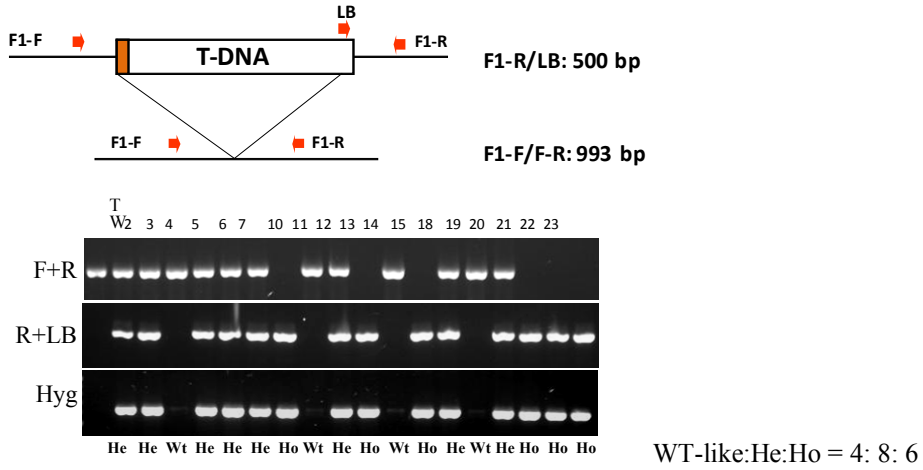 LB
F1-F
T-DNA
F1-R
F1-R/LB: 500 bp
F1-F
F1-R
F1-F/F-R: 993 bp
T
W 2 3 4 5 6 7 10 11 12 13 14 15 18 19 20 21 22 23
F+R
R+LB
Hyg
He He Wt He He He Ho Wt He Ho Wt Ho He Wt He Ho Ho Ho
WT-like:He:Ho = 4: 8: 6